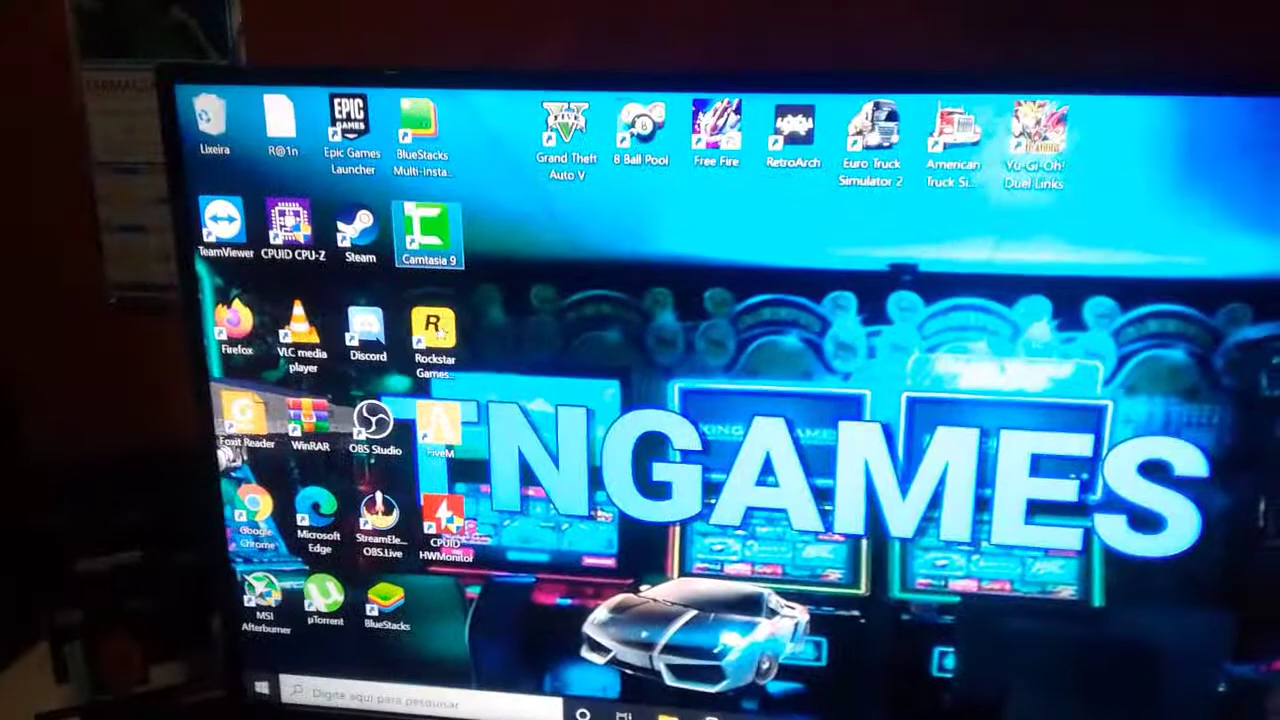 Lixeira
R@1n
EPIC
GAMES
Epic Games
Launcher
BlueStacks
Multi-Insta...
V
Grand Theft
Auto V
8
8 Ball Pool
Free Fire
RetroArch
Euro Truck
Simulator 2
American
Truck Si...
Yu-Gi-Oh!
Duel Links
TeamViewer
CPUID CPU-Z
Steam
Camtasia 9
Firefox
VLC media
player
Discord
R
Rockstar
Games...
Foxit Reader
WinRAR
OBS Studio
FiveM
TNGAMES
Google
Chrome
Microsoft
Edge
StreamEle...
OBS.Live
CPUID
HWMonitor
MSI
Afterburner
µTorrent
BlueStacks
Digite aqui para pesquisar